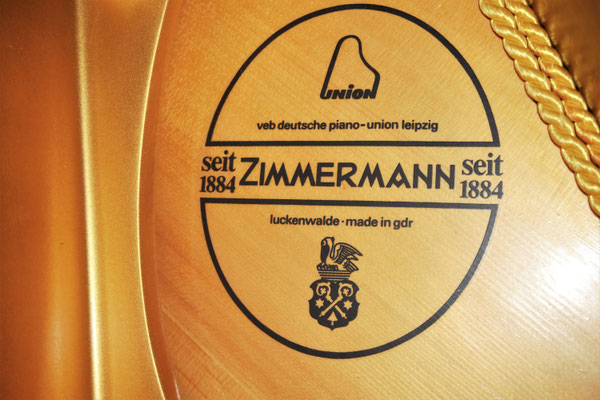 UNION
veb deutsche piano-union leipzig
seit 1884 ZIMMERMANN seit 1884
luckenwalde · made in gdr